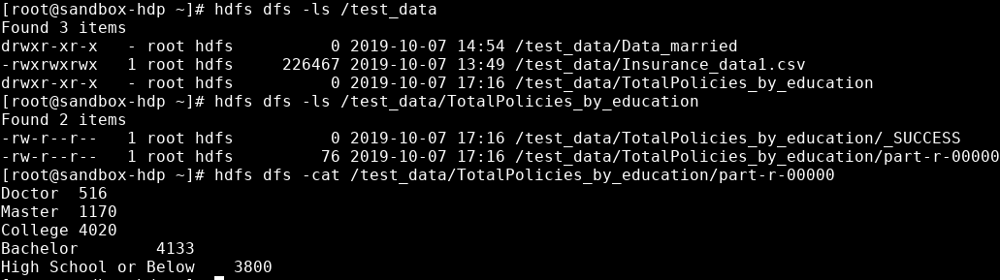 [root@sandbox-hdp ~]# hdfs dfs -ls /test_data
Found 3 items
drwxr-xr-x   - root hdfs          0 2019-10-07 14:54 /test_data/Data_married
-rwxrwxrwx   1 root hdfs     226467 2019-10-07 13:49 /test_data/Insurance_data1.csv
drwxr-xr-x   - root hdfs          0 2019-10-07 17:16 /test_data/TotalPolicies_by_education
[root@sandbox-hdp ~]# hdfs dfs -ls /test_data/TotalPolicies_by_education
Found 2 items
-rw-r--r--   1 root hdfs          0 2019-10-07 17:16 /test_data/TotalPolicies_by_education/_SUCCESS
-rw-r--r--   1 root hdfs         76 2019-10-07 17:16 /test_data/TotalPolicies_by_education/part-r-00000
[root@sandbox-hdp ~]# hdfs dfs -cat /test_data/TotalPolicies_by_education/part-r-00000
Doctor  516
Master  1170
College 4020
Bachelor        4133
High School or Below    3800